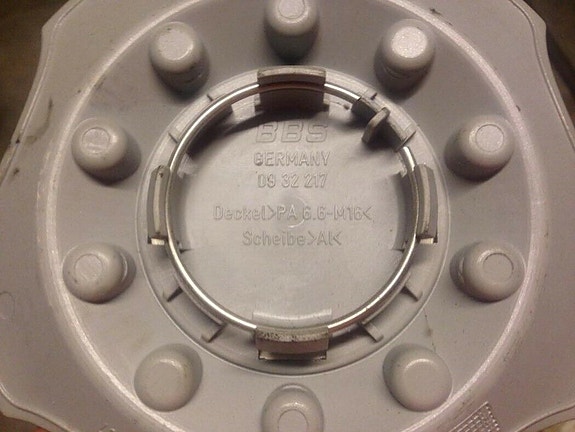 BBS
GERMANY
09 32 217
Deckel>PA 6.6-M16<
Scheibe>Al<